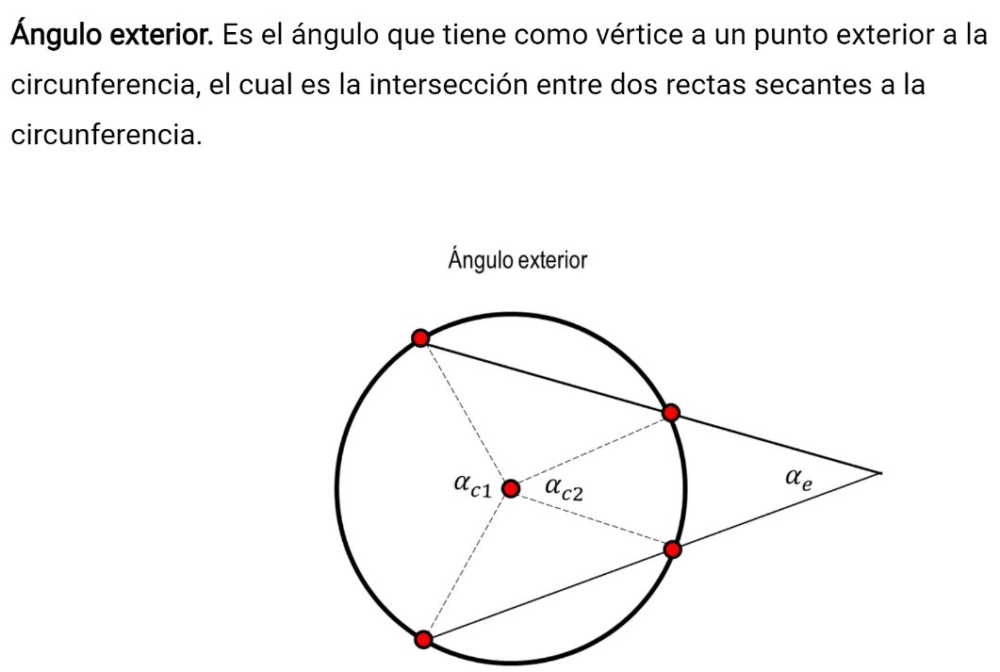 Ángulo exterior. Es el ángulo que tiene como vértice a un punto exterior a la
circunferencia, el cual es la intersección entre dos rectas secantes a la
circunferencia.
Ángulo exterior
αc1
αc2
αe